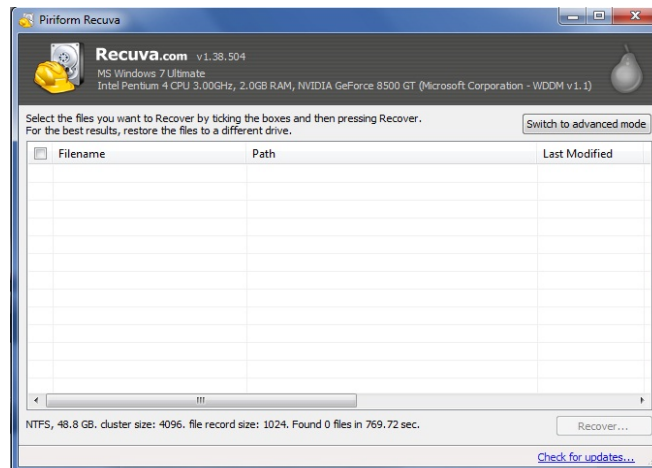 Piriform Recuva
Recuva.com v1.38.504
MS Windows 7 Ultimate
Intel Pentium 4 CPU 3.00GHz, 2.0GB RAM, NVIDIA GeForce 8500 GT (Microsoft Corporation - WDDM v1.1)
Select the files you want to Recover by ticking the boxes and then pressing Recover.
For the best results, restore the files to a different drive.
Switch to advanced mode
Filename Path Last Modified
NTFS, 48.8 GB. cluster size: 4096. file record size: 1024. Found 0 files in 769.72 sec.
Recover...
Check for updates...